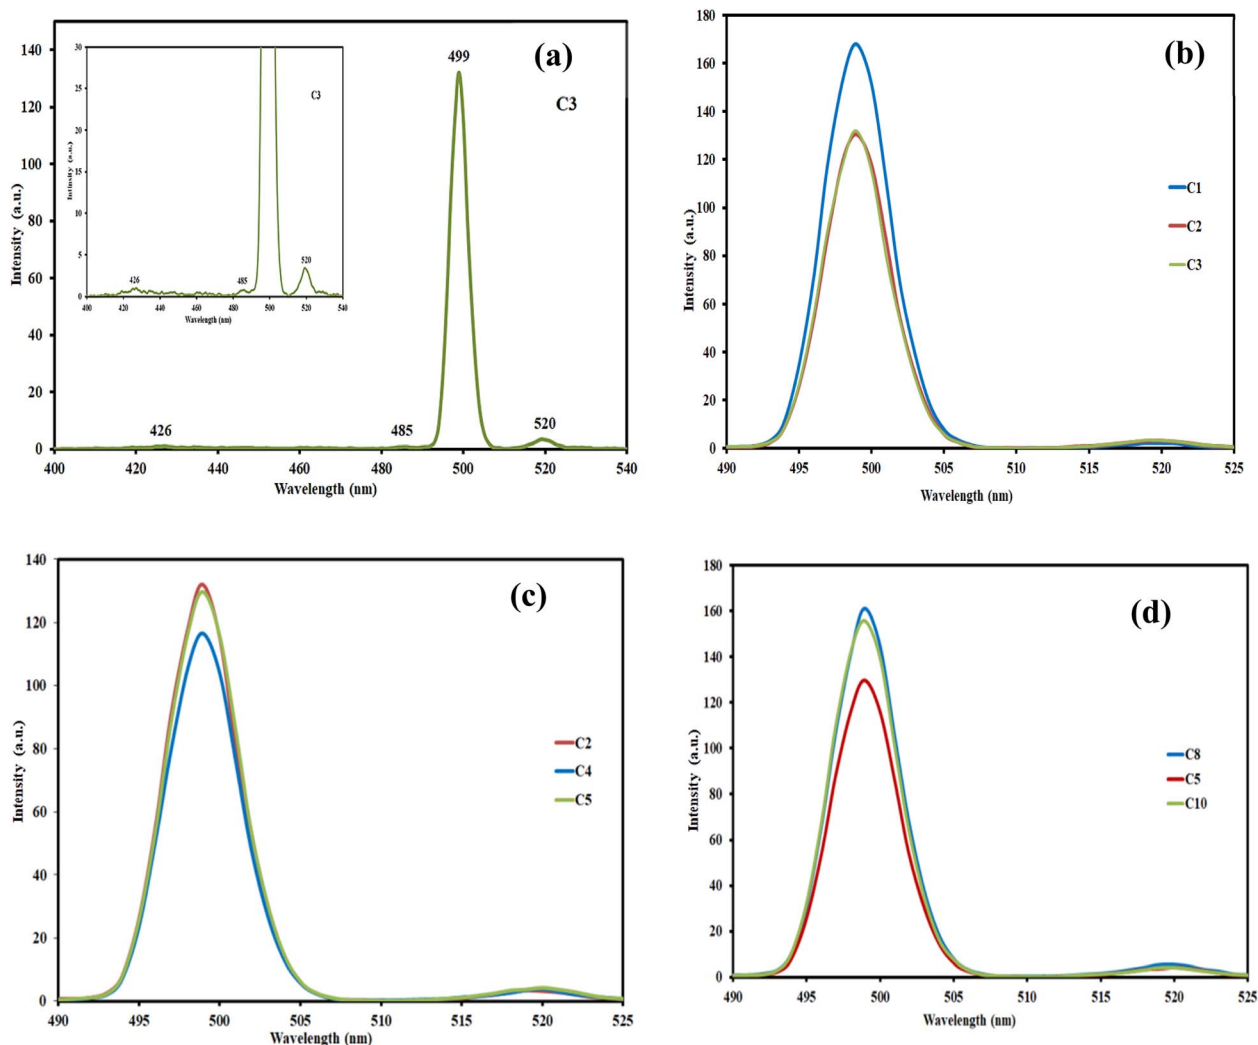 (a)
499
C3
140
120
100
80
60
40
20
0
Intensity (a.u.)
426
485
520
400 420 440 460 480 500 520 540
Wavelength (nm)
30
25
20
15
10
5
0
Intinsity (a.u.)
C3
426
485
520
400 420 440 460 480 500 520 540
Wavelength (nm)
(b)
180
160
140
120
100
80
60
40
20
0
Intensity (a.u.)
C1
C2
C3
490 495 500 505 510 515 520 525
Wavelength (nm)
(c)
140
120
100
80
60
40
20
0
Intensity (a.u.)
C2
C4
C5
490 495 500 505 510 515 520 525
Wavelength (nm)
(d)
180
160
140
120
100
80
60
40
20
0
Intensity (a.u.)
C8
C5
C10
490 495 500 505 510 515 520 525
Wavelength (nm)